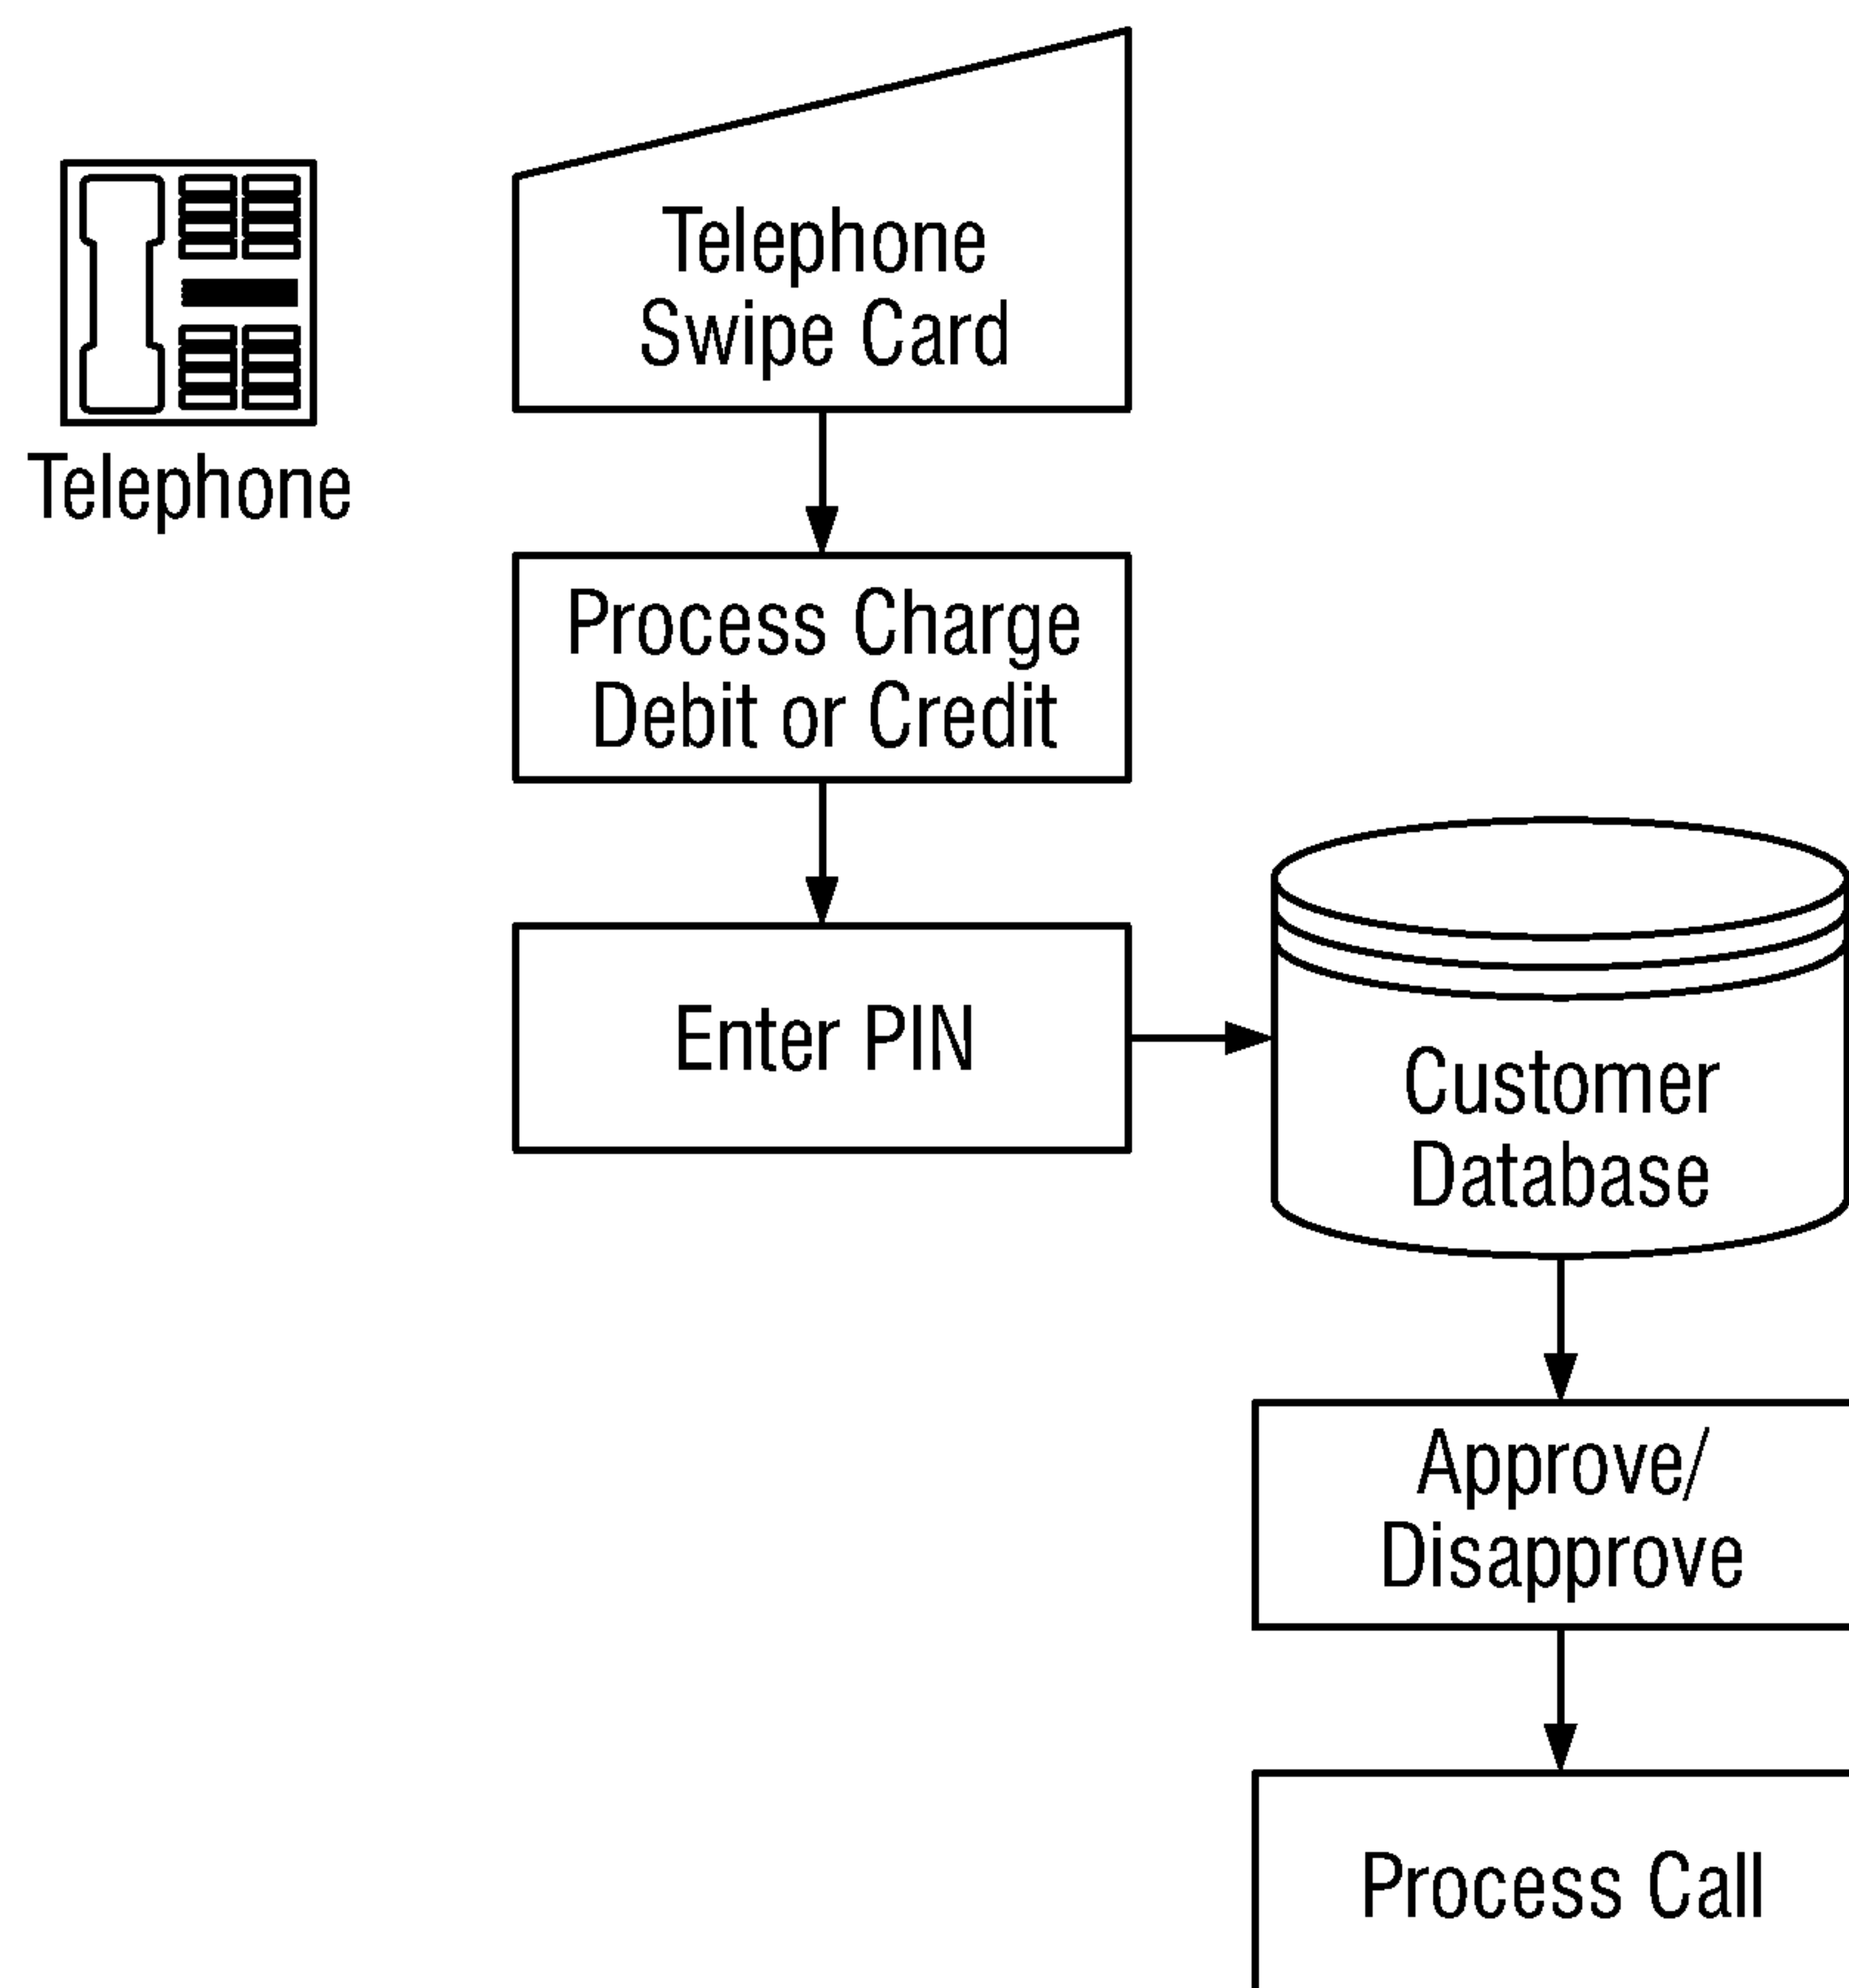 Telephone
Telephone
Swipe Card
Process Charge
Debit or Credit
Enter PIN
Customer
Database
Approve/
Disapprove
Process Call